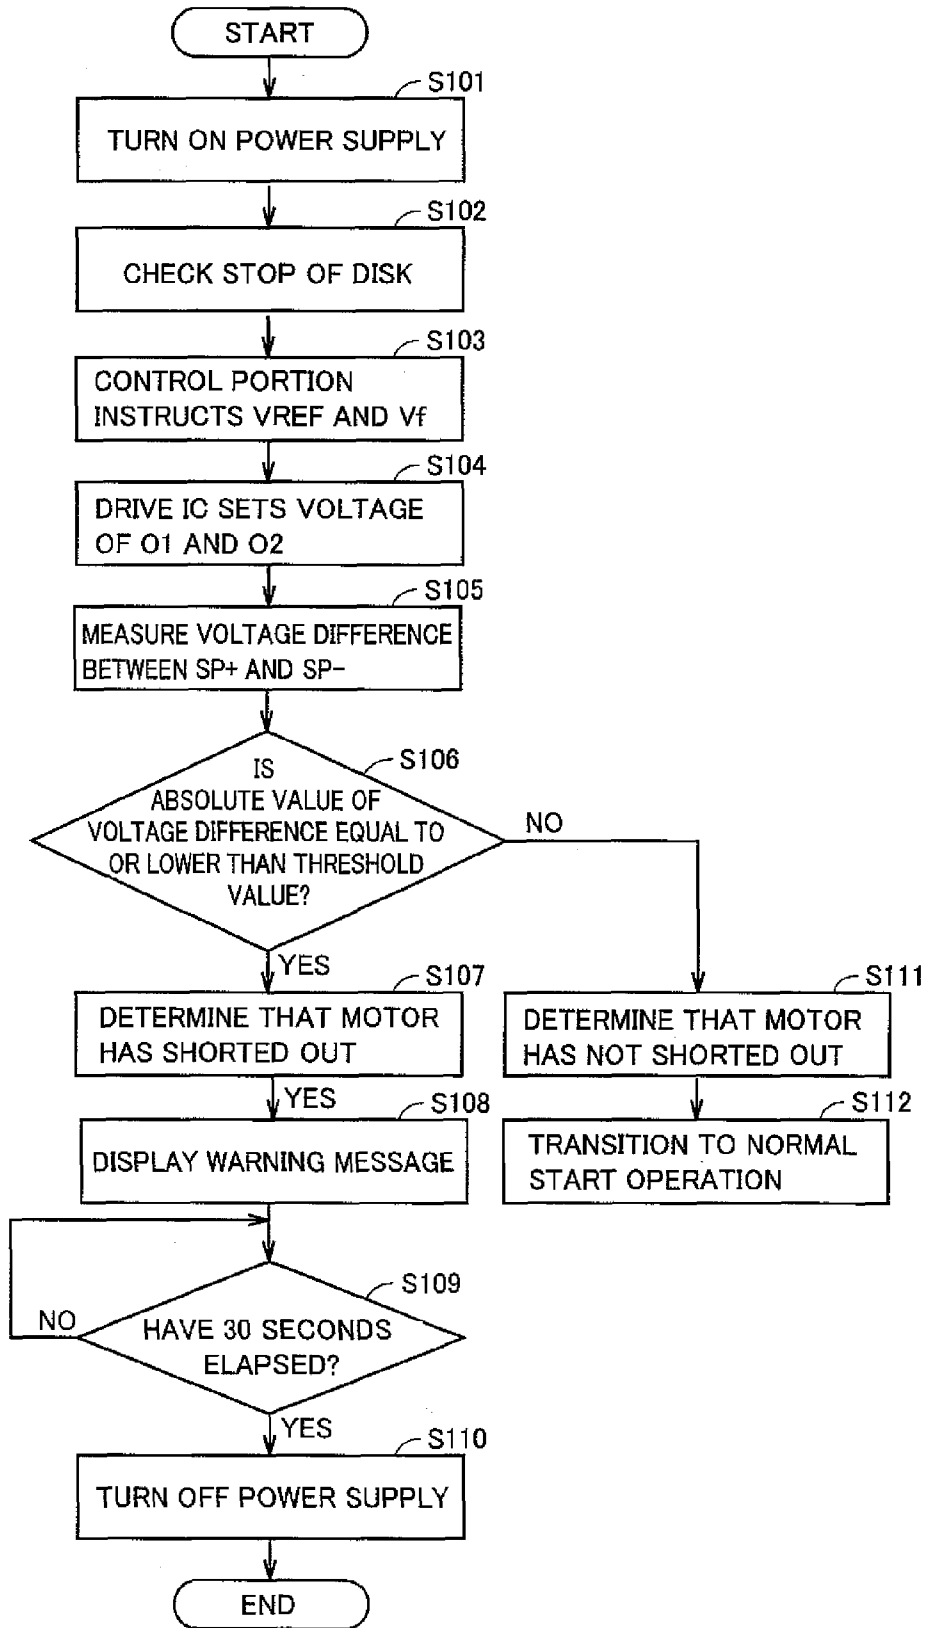 START
S101
TURN ON POWER SUPPLY
S102
CHECK STOP OF DISK
S103
CONTROL PORTION
INSTRUCTS VREF AND Vf
S104
DRIVE IC SETS VOLTAGE
OF O1 AND O2
S105
MEASURE VOLTAGE DIFFERENCE
BETWEEN SP+ AND SP-
S106
IS
ABSOLUTE VALUE OF
VOLTAGE DIFFERENCE EQUAL TO
OR LOWER THAN THRESHOLD
VALUE?
NO
YES
S107
DETERMINE THAT MOTOR
HAS SHORTED OUT
S111
DETERMINE THAT MOTOR
HAS NOT SHORTED OUT
YES
S108
DISPLAY WARNING MESSAGE
S112
TRANSITION TO NORMAL
START OPERATION
S109
HAVE 30 SECONDS
ELAPSED?
NO
YES
S110
TURN OFF POWER SUPPLY
END